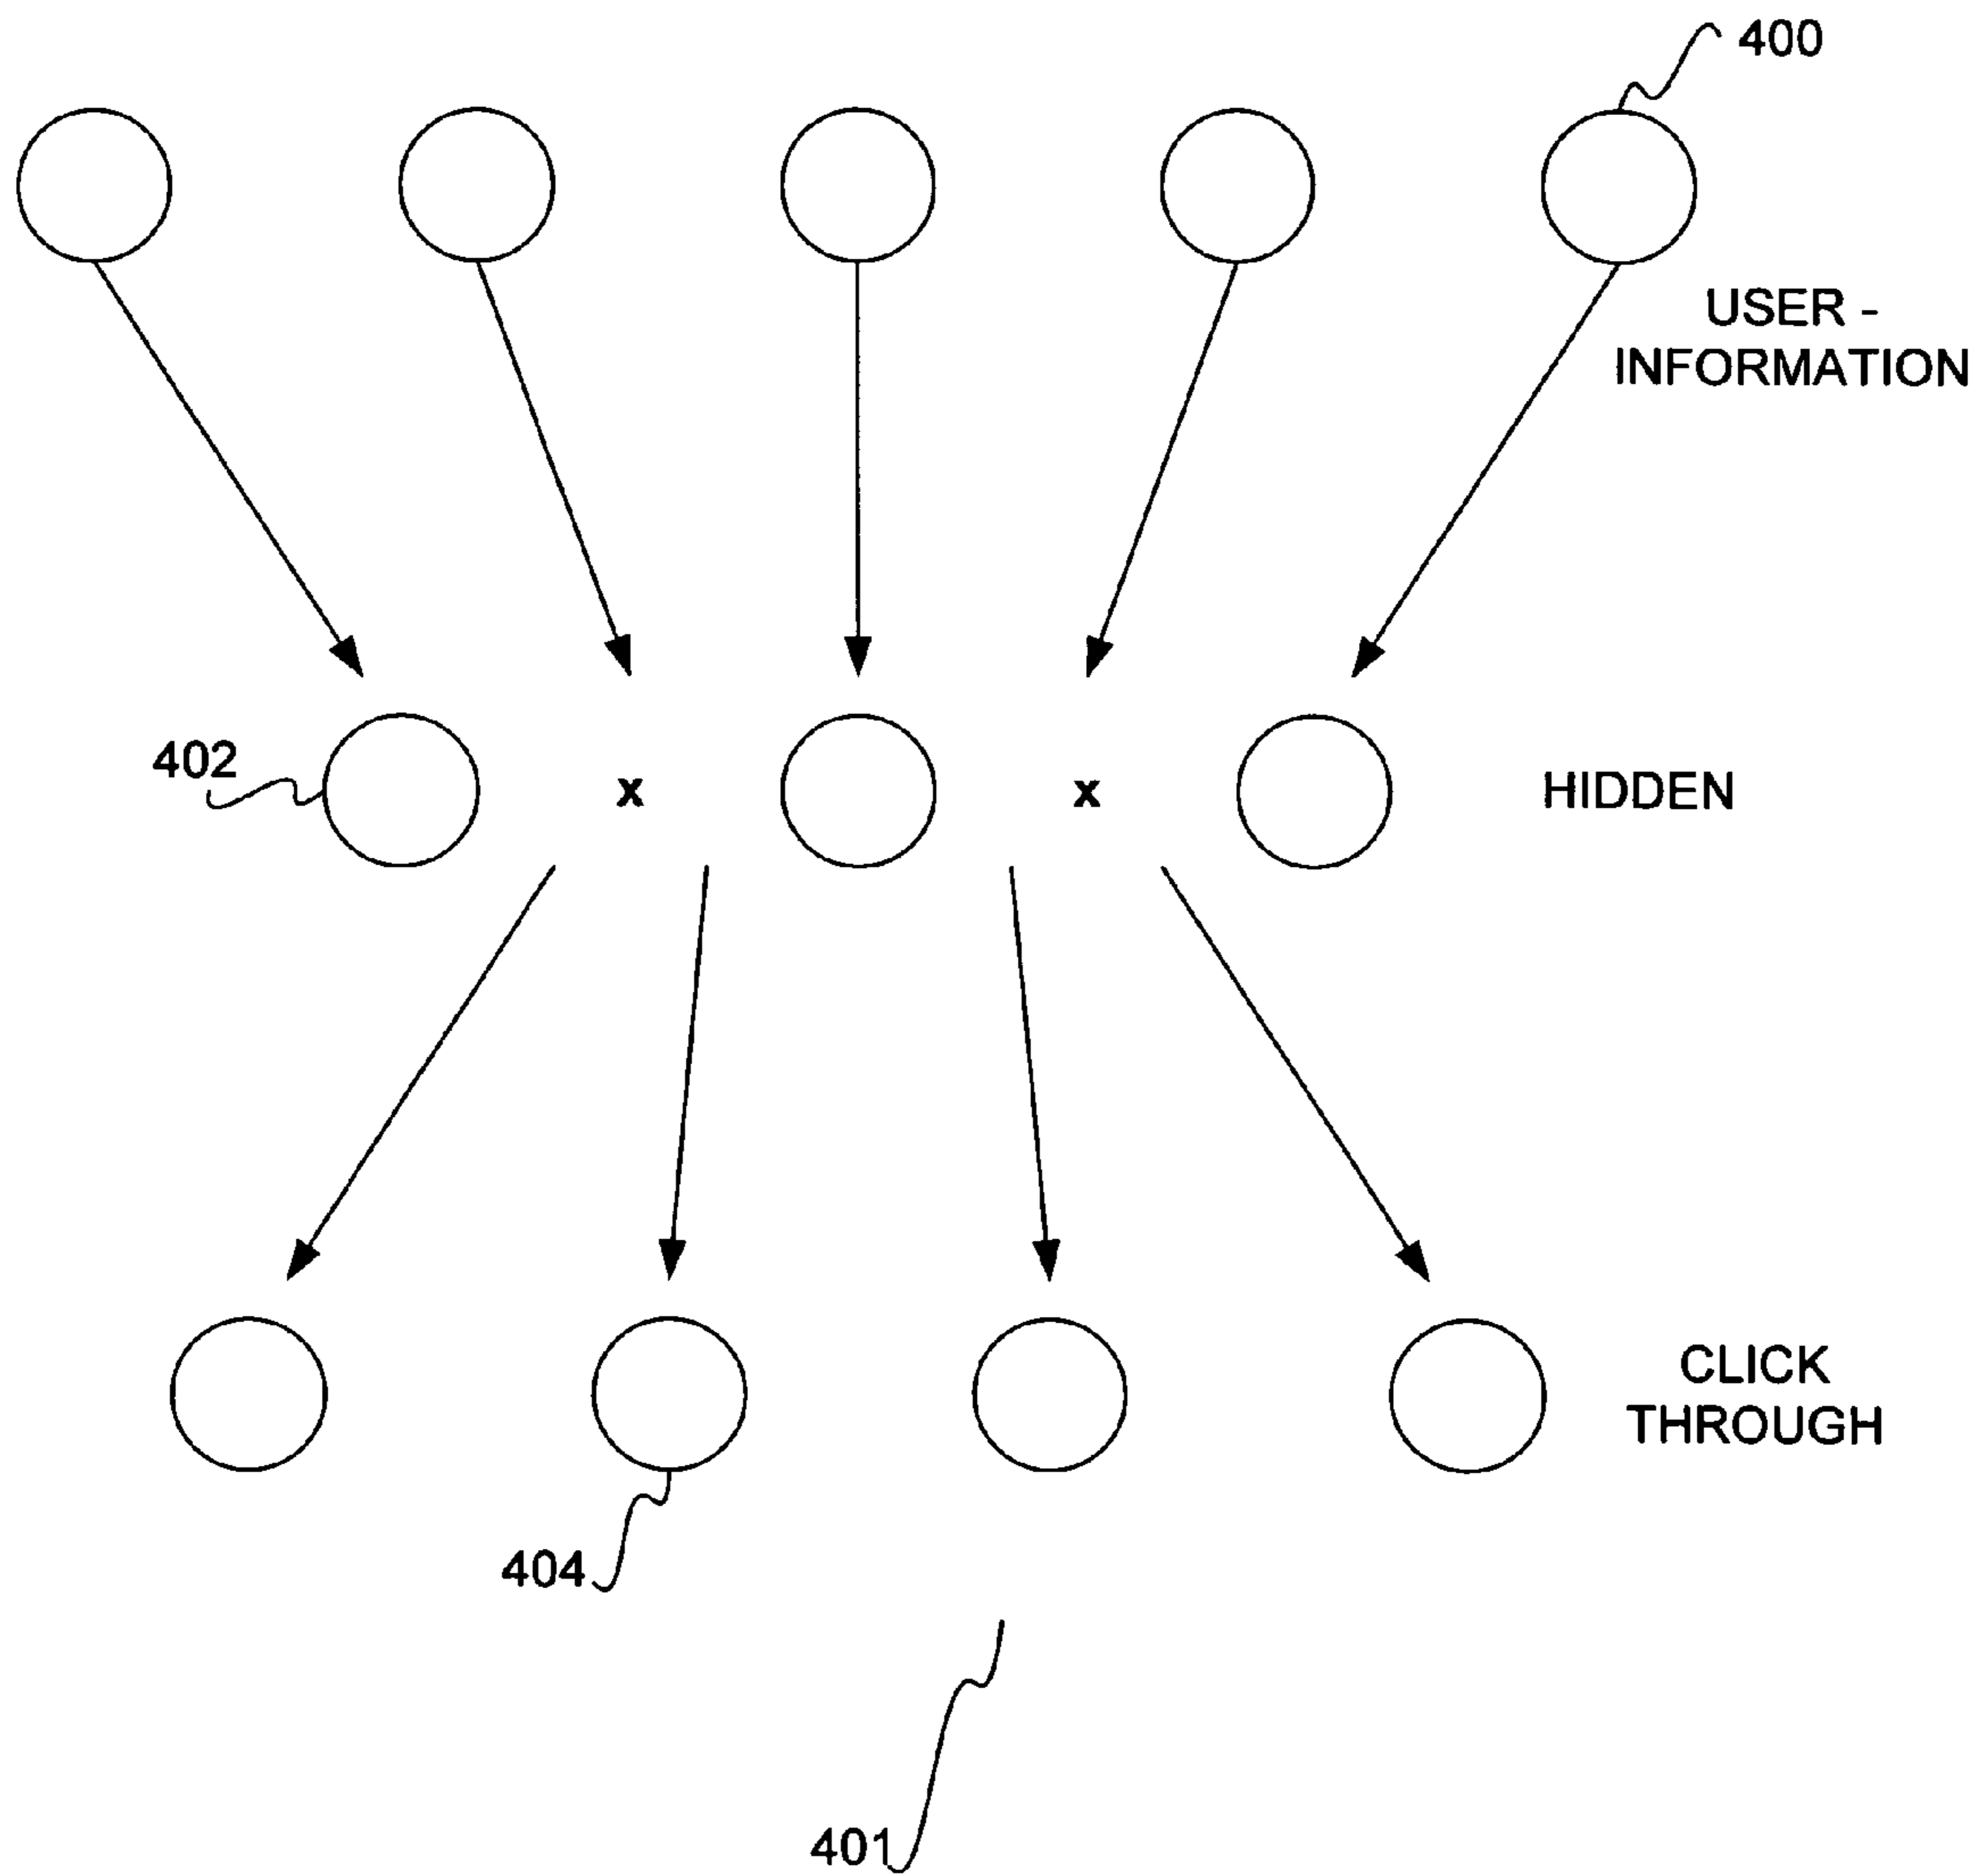 400
USER -
INFORMATION
402
x
x
HIDDEN
CLICK
THROUGH
404
401